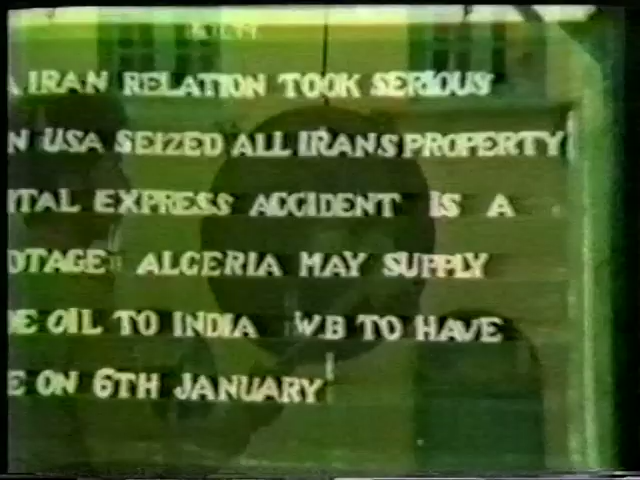 IRAN RELATION TOOK SERIOUS
N USA SEIZED ALL IRANS PROPERTY
ITAL EXPRESS ACCIDENT IS A
OTAGE ALGERIA MAY SUPPLY
DE OIL TO INDIA W.B TO HAVE
E ON 6TH JANUARY